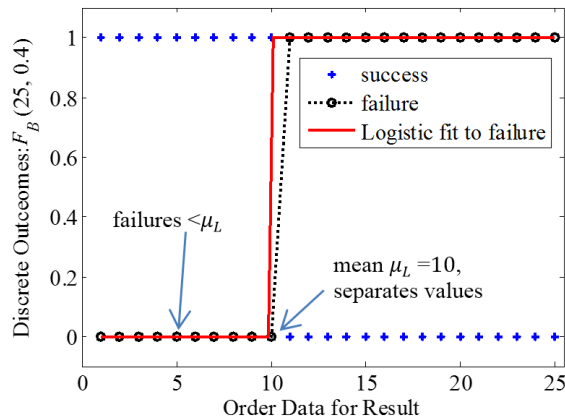 Discrete Outcomes: F_B (25, 0.4)
1
0.8
0.6
0.4
0.2
0
success
failure
Logistic fit to failure
failures <μ_L
mean μ_L =10,
separates values
0 5 10 15 20 25
Order Data for Result